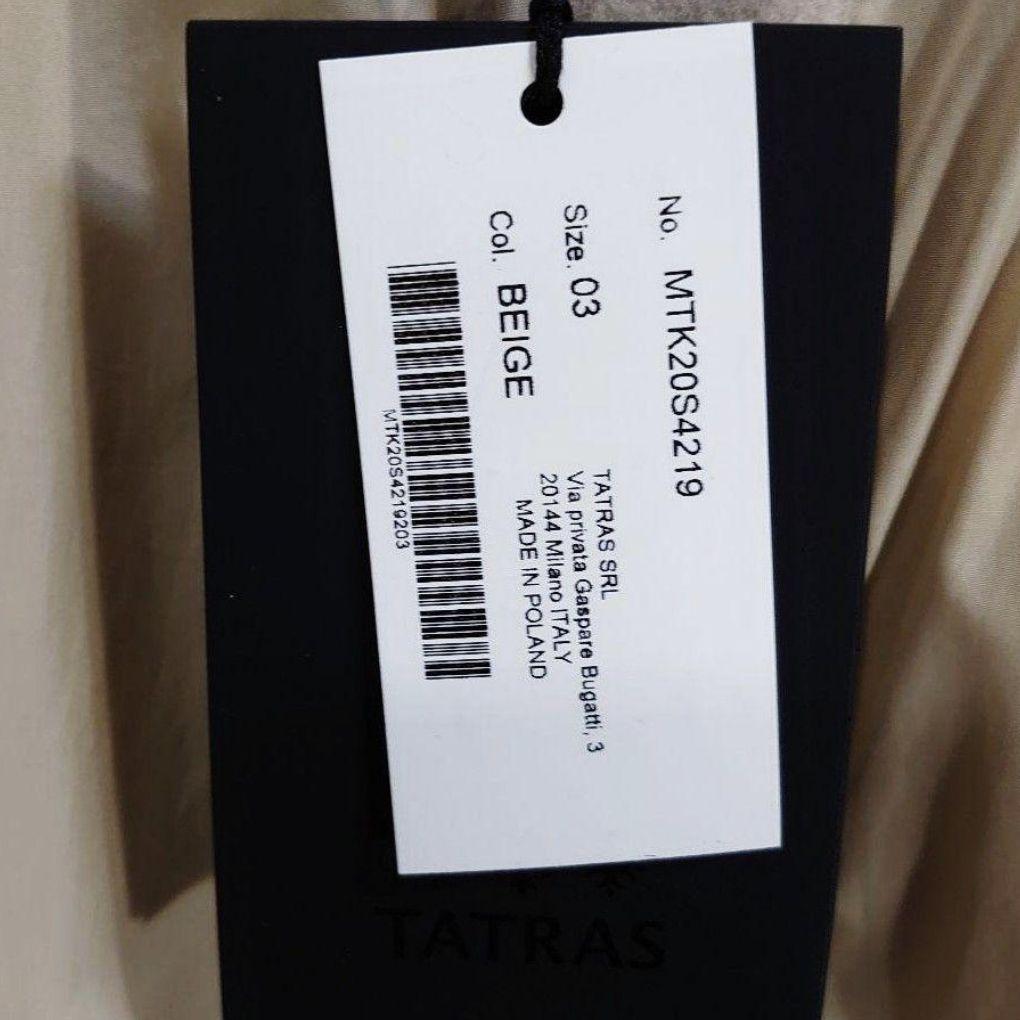 No. MTK20S4219
Size. 03
Col. BEIGE
TATRAS SRL
Via privata Gaspare Bugatti, 3
20144 Milano ITALY
MADE IN POLAND
MTK20S4219203
TATRAS